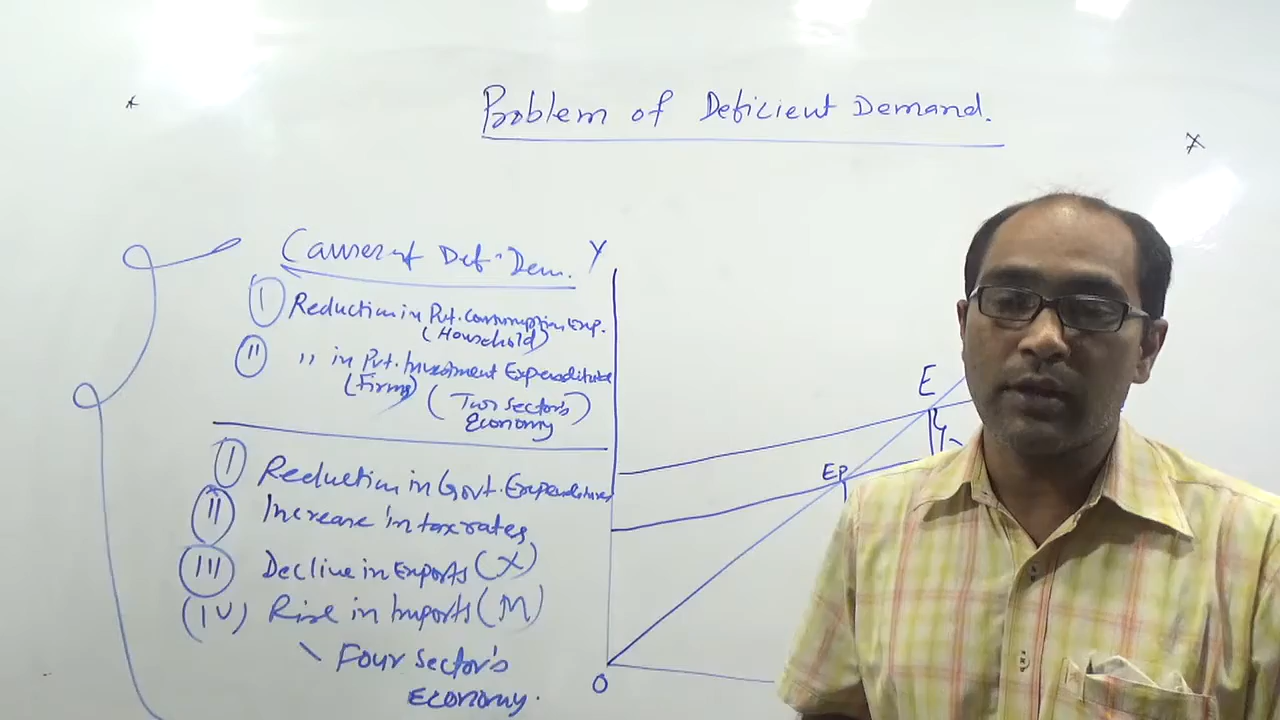 Problem of Deficient Demand.
Causes of Def. Dem.
I Reduction in Pvt. Consumption Exp.
(Household)
II " in Pvt. Investment Expenditure
(Firms) (Two Sector's
Economy)
I Reduction in Govt. Expenditures
II Increase in tax rates
III Decline in Exports (X)
(IV) Rise in Imports (M)
Four Sector's
Economy.
Y
E
EP
O